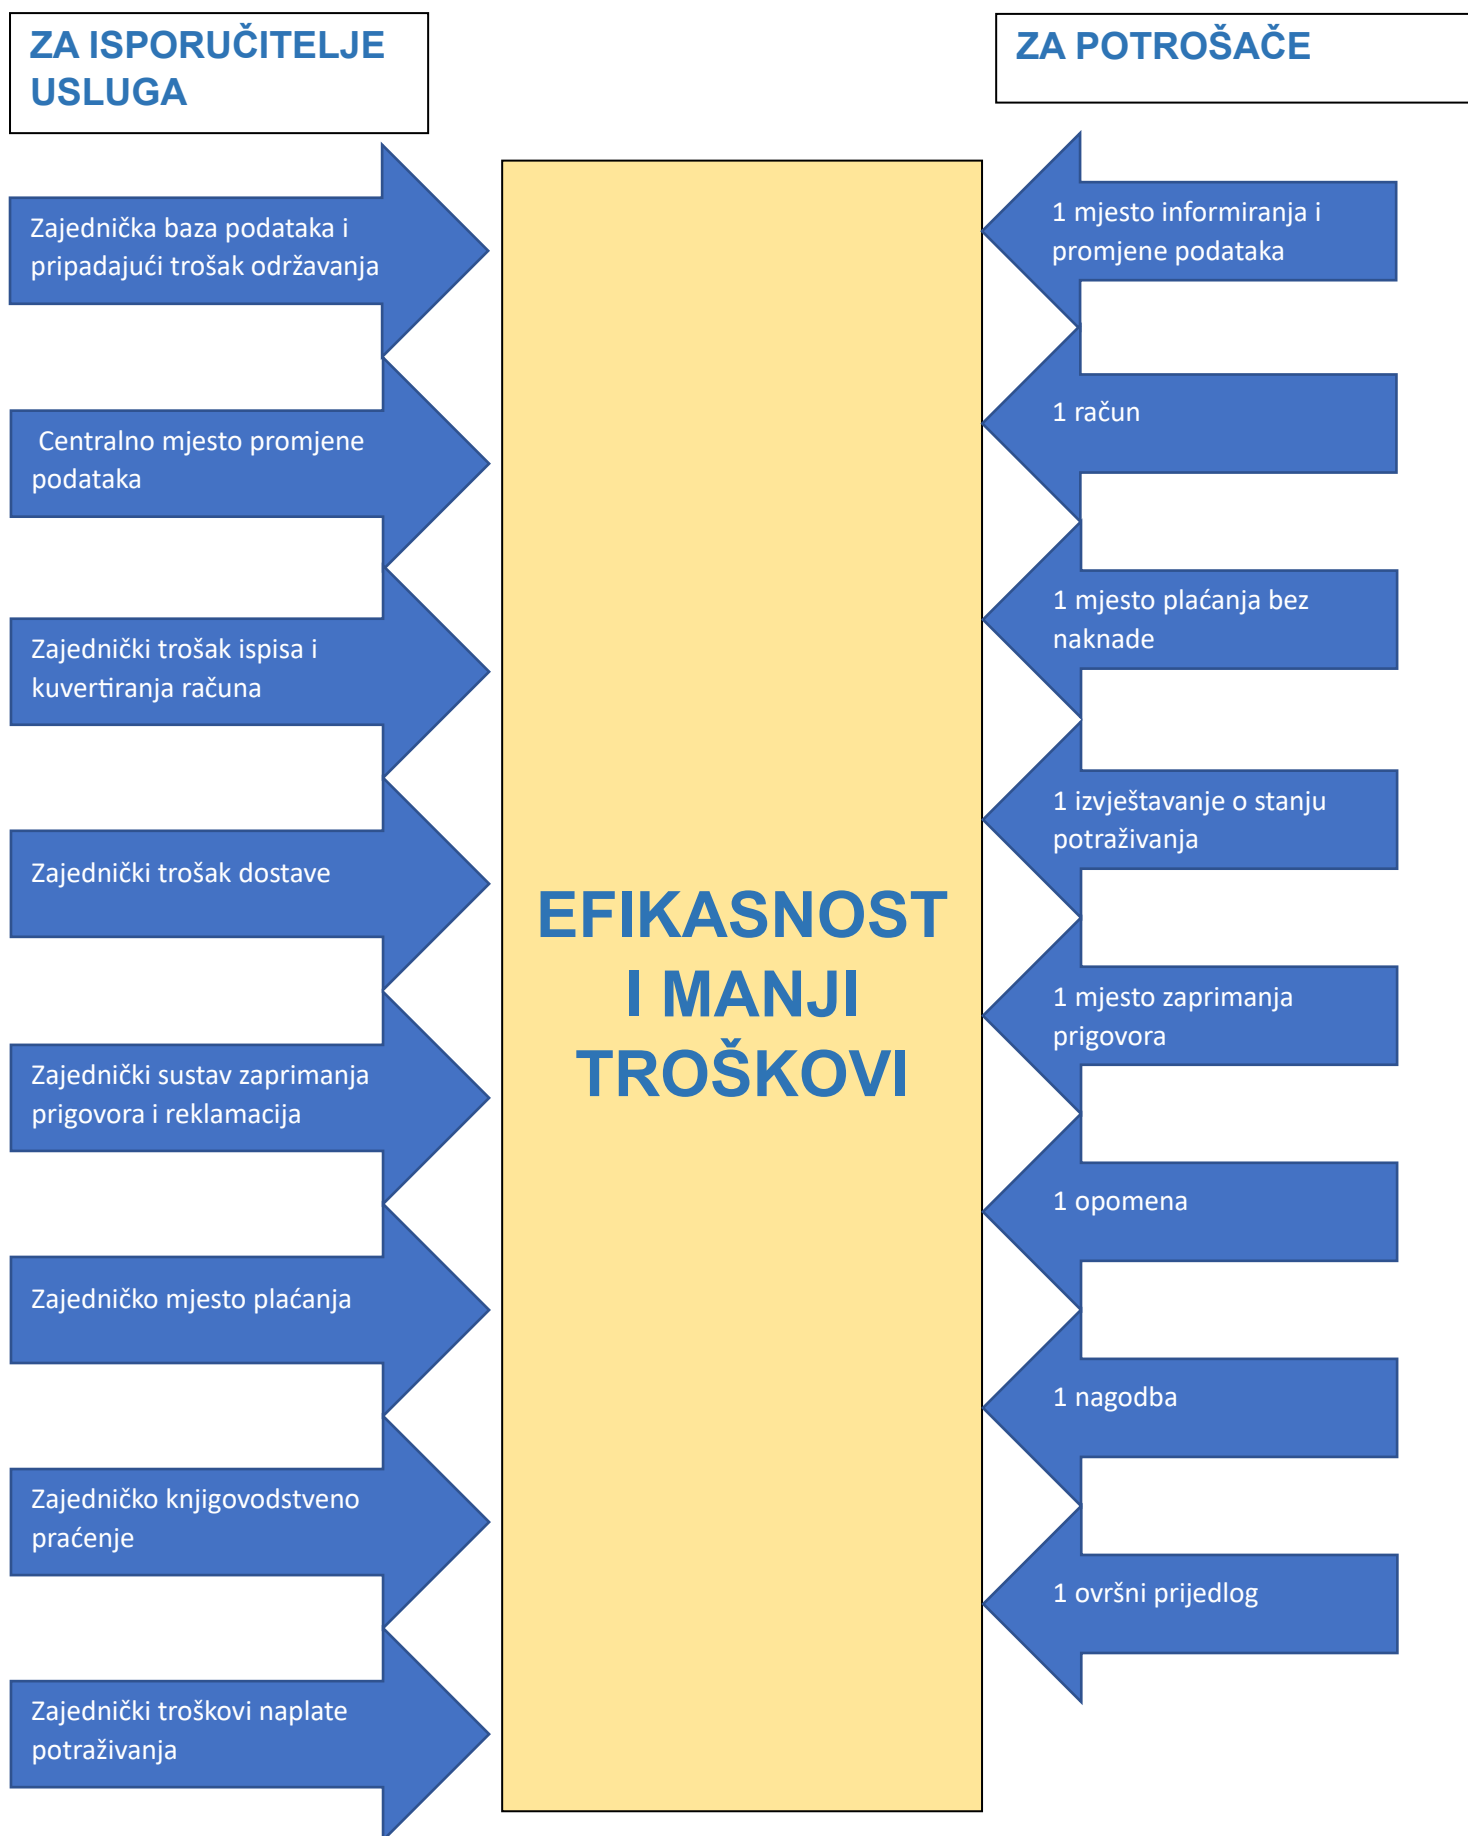 ZA ISPORUČITELJE
USLUGA
Zajednička baza podataka i
pripadajući trošak održavanja
Centralno mjesto promjene
podataka
Zajednički trošak ispisa i
kuvertiranja računa
Zajednički trošak dostave
Zajednički sustav zaprimanja
prigovora i reklamacija
Zajedničko mjesto plaćanja
Zajedničko knjigovodstveno
praćenje
Zajednički troškovi naplate
potraživanja
EFIKASNOST
I MANJI
TROŠKOVI
ZA POTROŠAČE
1 mjesto informiranja i
promjene podataka
1 račun
1 mjesto plaćanja bez
naknade
1 izvještavanje o stanju
potraživanja
1 mjesto zaprimanja
prigovora
1 opomena
1 nagodba
1 ovršni prijedlog